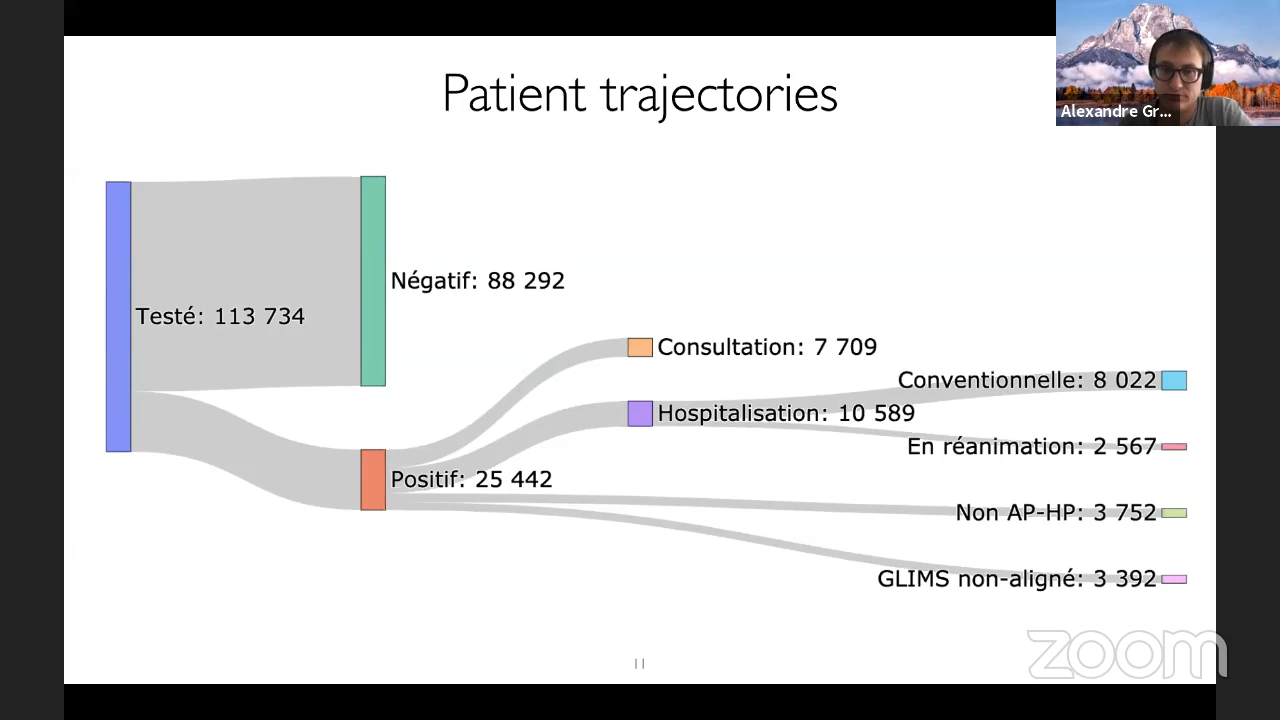 Patient trajectories
Alexandre Gr...
Testé: 113 734
Négatif: 88 292
Positif: 25 442
Consultation: 7 709
Hospitalisation: 10 589
Conventionnelle: 8 022
En réanimation: 2 567
Non AP-HP: 3 752
GLIMS non-aligné: 3 392
11
zoom